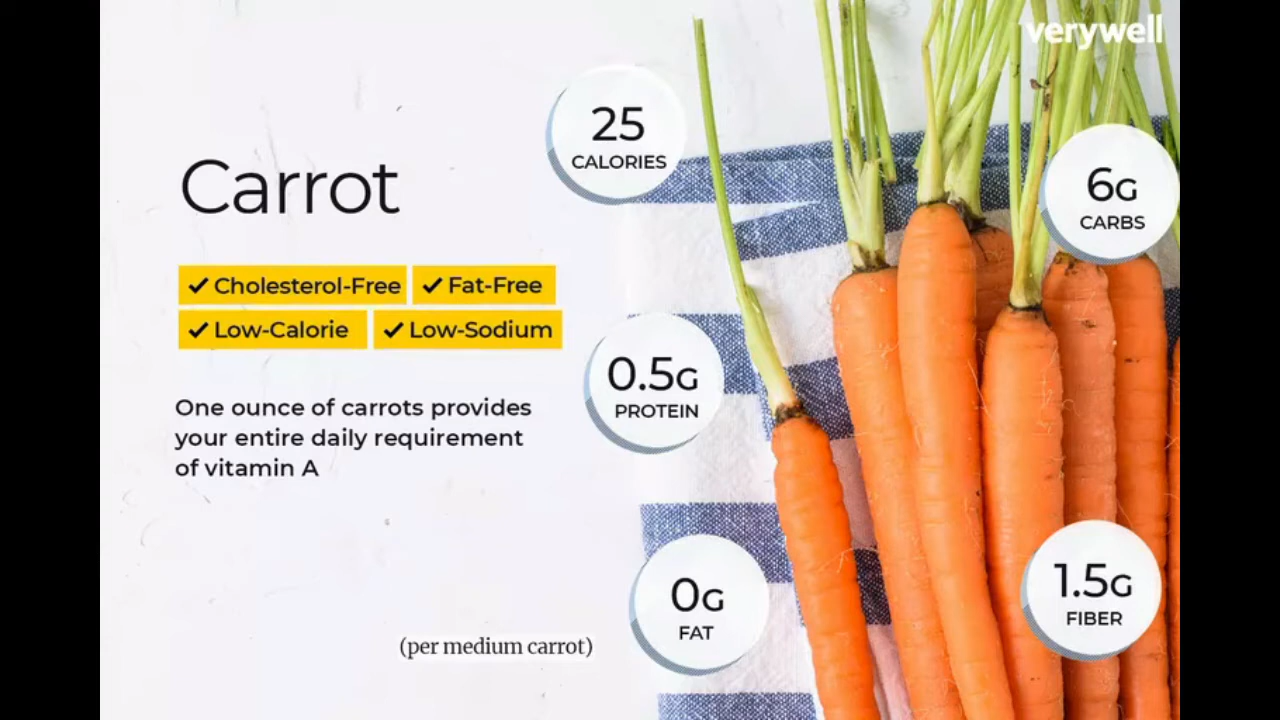 verywell
Carrot
25
CALORIES
6G
CARBS
✓ Cholesterol-Free ✓ Fat-Free
✓ Low-Calorie ✓ Low-Sodium
0.5G
PROTEIN
One ounce of carrots provides
your entire daily requirement
of vitamin A
0G
FAT
1.5G
FIBER
(per medium carrot)